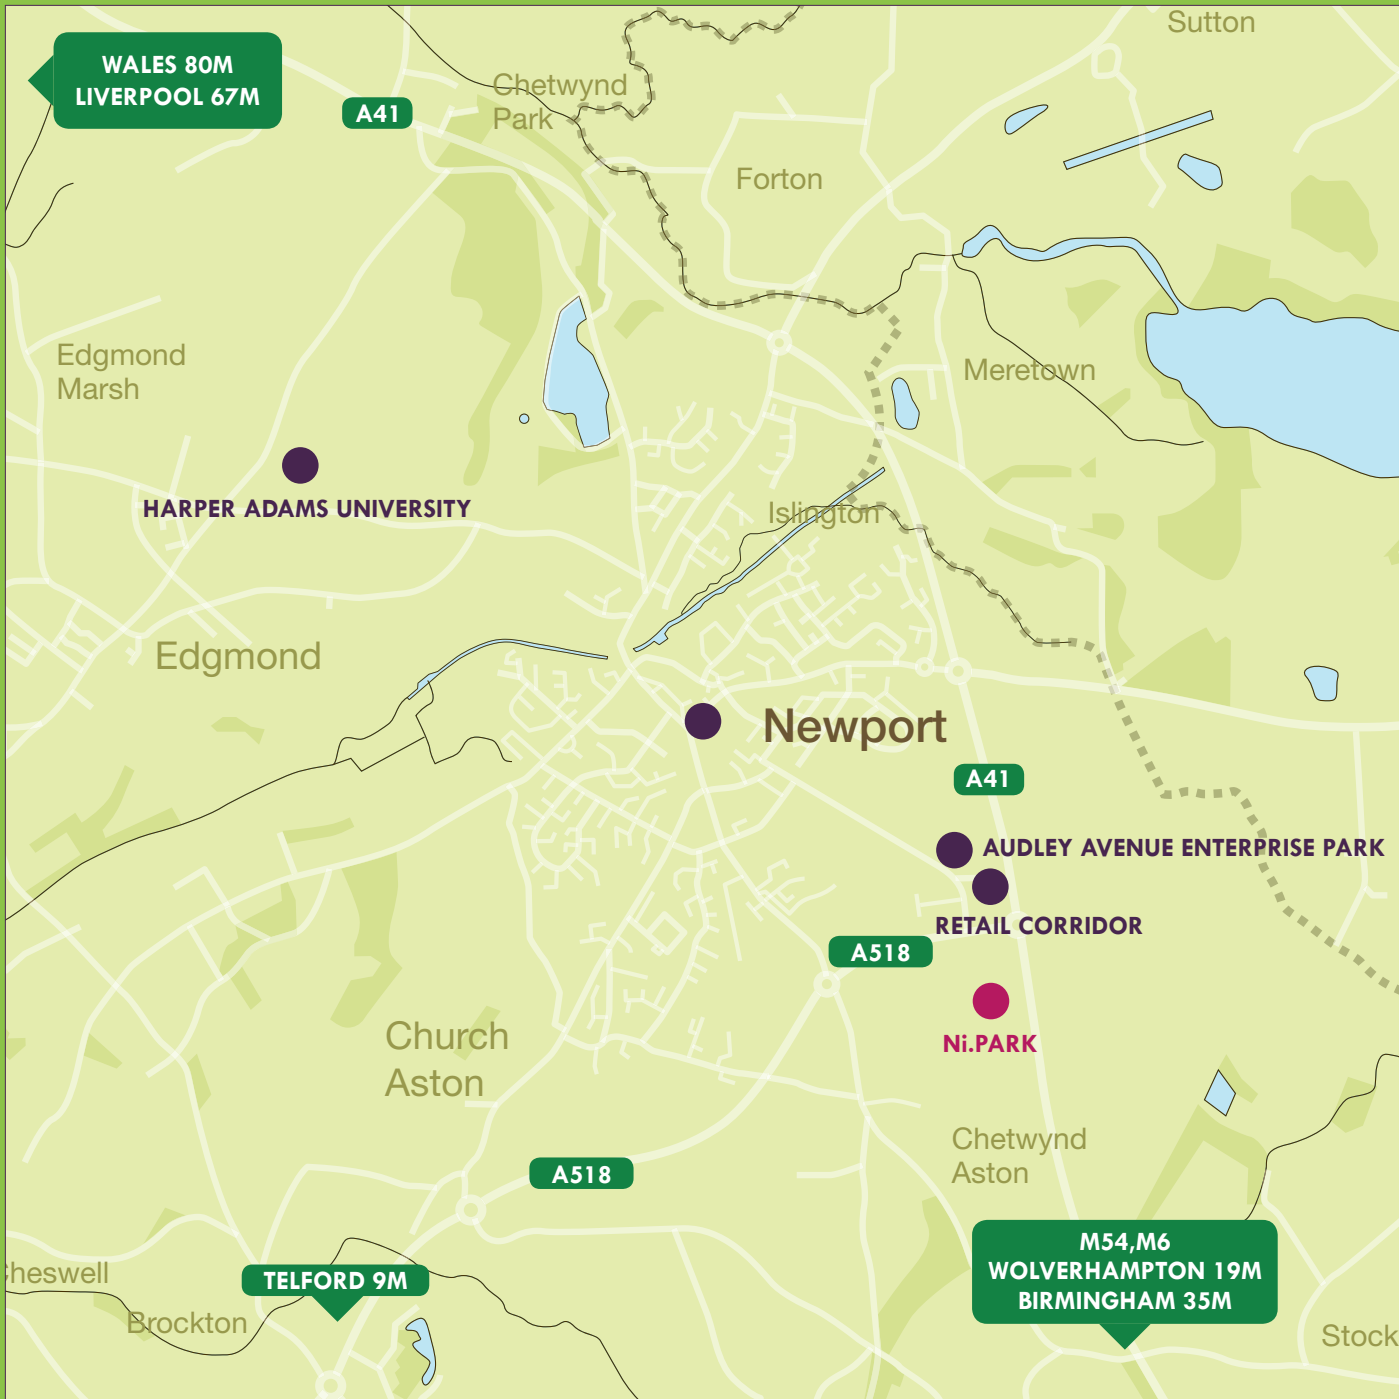 Sutton
WALES 80M
LIVERPOOL 67M
A41
Chetwynd
Park
Forton
Edgmond
Marsh
Meretown
HARPER ADAMS UNIVERSITY
Islington
Edgmond
Newport
A41
AUDLEY AVENUE ENTERPRISE PARK
RETAIL CORRIDOR
A518
Ni.PARK
Church
Aston
Chetwynd
Aston
A518
M54,M6
WOLVERHAMPTON 19M
BIRMINGHAM 35M
Cheswell
TELFORD 9M
Brockton
Stock